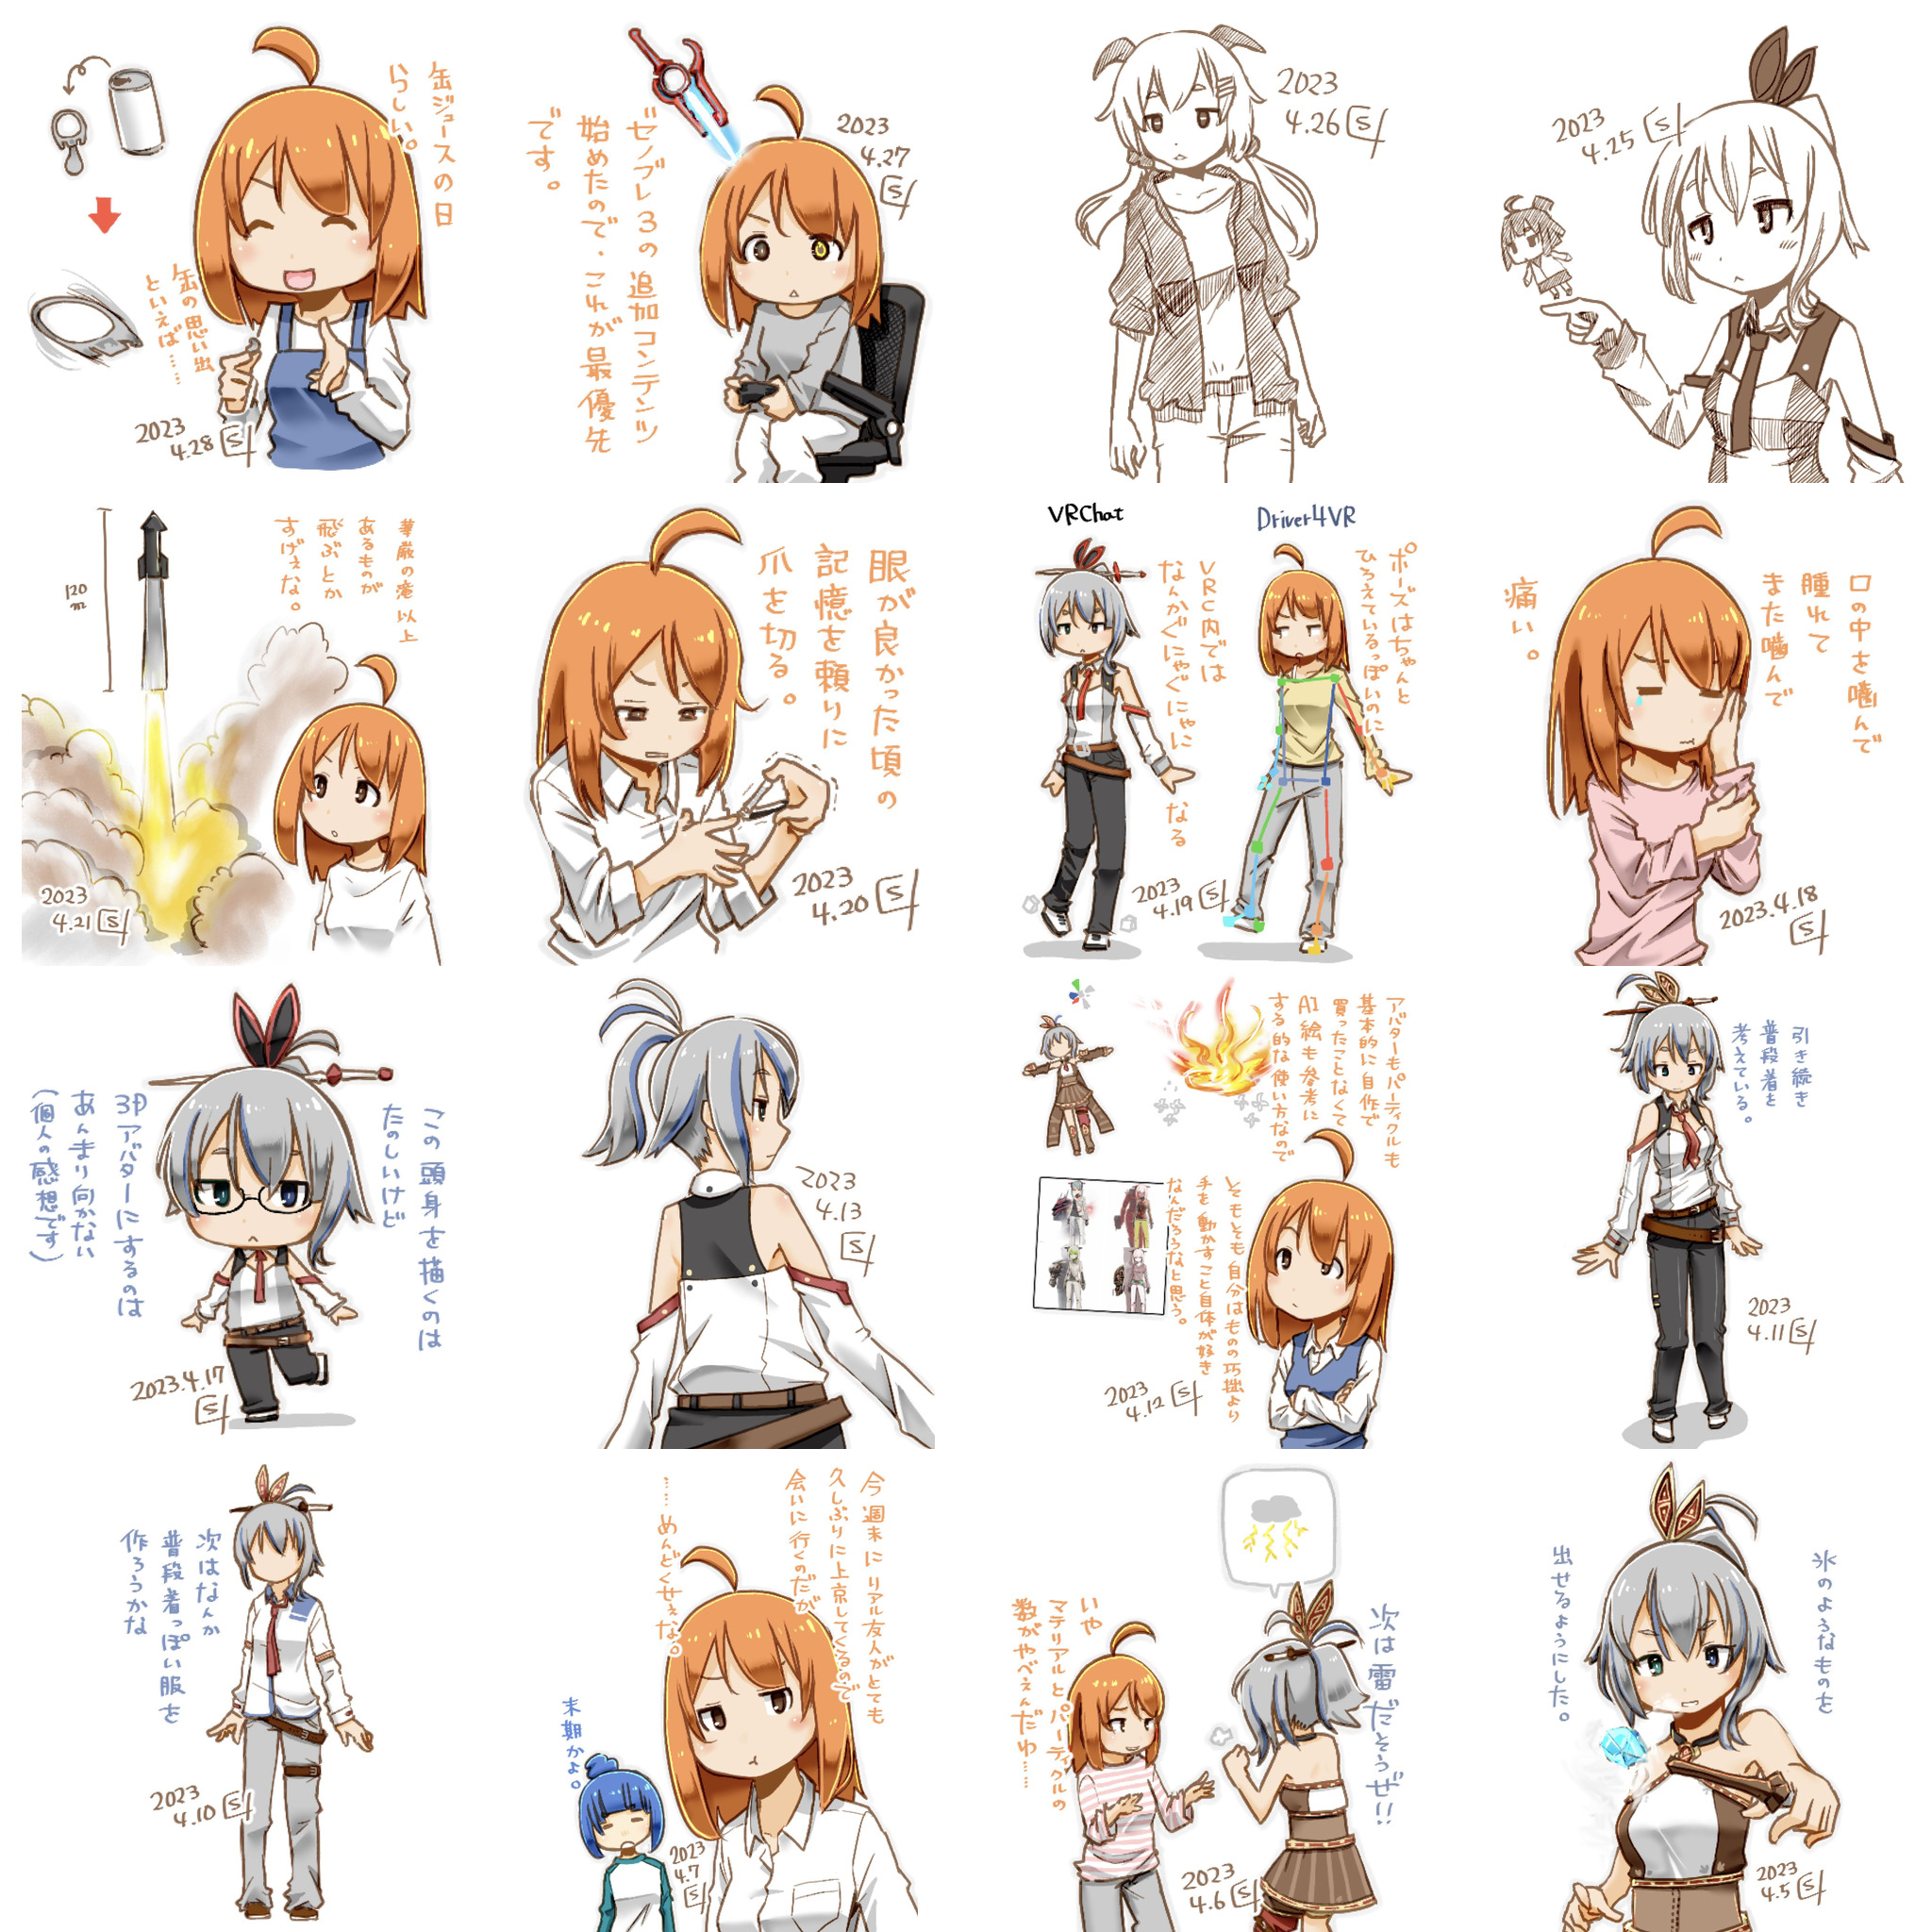 缶ジュースの日
らしい。
缶の思い出
といえば……
2023
4.28 S
2023
4.27
S
ゼノブレ3の追加コンテンツ
始めたので、これが最優先
です。
2023
4.26 S
2023
4.25 S
120
m
華厳の滝以上
あるものが
飛ぶとか
すげぇな。
2023
4.21 S
眼が良かった頃の
記憶を頼りに
爪を切る。
2023
4.20 S
VRChat
Driver4VR
ポーズはちゃんと
ひろえているっぽいのに
VRC内では
なんかぐにゃぐにゃに
なる
2023
4.19 S
口の中を噛んで
腫れて
また噛んで
痛い。
2023.4.18
S
この頭身を描くのは
たのしいけど
3Dアバターにするのは
あんまり向かない
(個人の感想です)
2023.4.17
S
2023
4.13
S
アバターもパーティクルも
基本的に自作で
買ったことなくて
AI絵も参考に
する的な使い方なので
そもそも自分はものの巧拙より
手を動かすこと自体が好き
なんだろうなと思う。
2023
4.12 S
引き続き
普段着を
考えている。
2023
4.11 S
次はなんか
普段着っぽい服を
作ろうかな
2023
4.10 S
今週末にリアル友人がとても
久しぶりに上京してくるので
会いに行くのだが
……めんどくせぇな。
末期かよ。
2023
4.7
S
次は雷だそうぜ!!
いや
マテリアルとパーティクルの
数がやべぇんだわ……
2023
4.6 S
氷のようなものを
出せるようにした。
2023
4.5 S